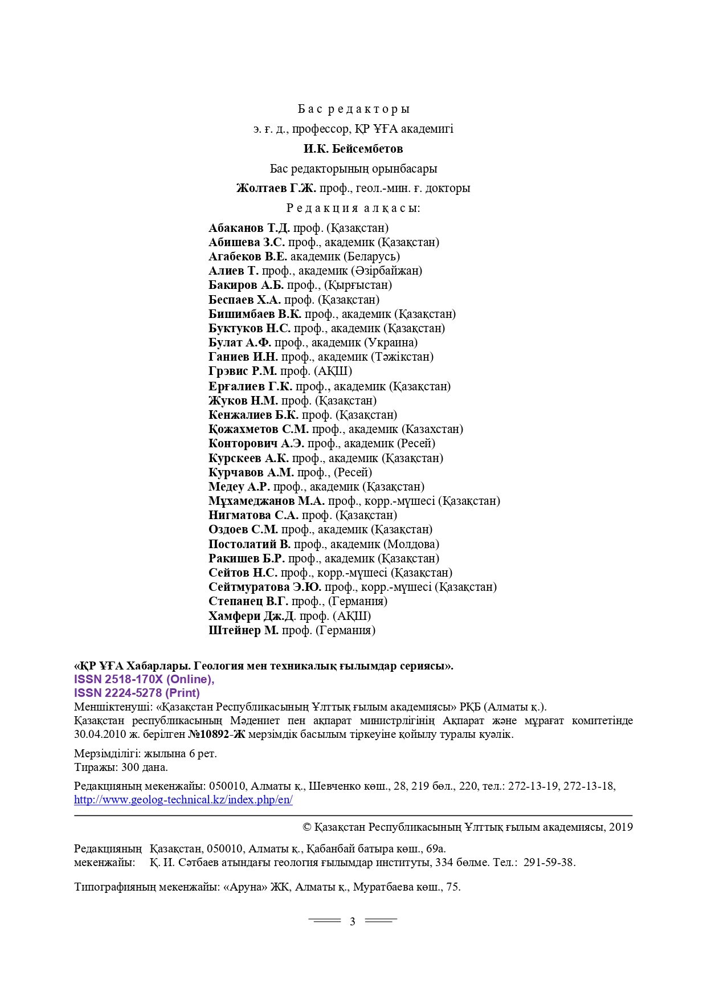 Б а с  р е д а к т о р ы
э. ғ. д., профессор, ҚР ҰҒА академигі
И.К. Бейсембетов
Бас редакторының орынбасары
Жолтаев Г.Ж. проф., геол.-мин. ғ. докторы
Р е д а к ц и я  а л қ а с ы:
Абаканов Т.Д. проф. (Қазақстан)
Абишева З.С. проф., академик (Қазақстан)
Агабеков В.Е. академик (Беларусь)
Алиев Т. проф., академик (Әзірбайжан)
Бакиров А.Б. проф., (Қырғыстан)
Беспаев Х.А. проф. (Қазақстан)
Бишимбаев В.К. проф., академик (Қазақстан)
Буктуков Н.С. проф., академик (Қазақстан)
Булат А.Ф. проф., академик (Украина)
Ганиев И.Н. проф., академик (Тәжікстан)
Грэвис Р.М. проф. (АҚШ)
Ерғалиев Г.К. проф., академик (Қазақстан)
Жуков Н.М. проф. (Қазақстан)
Кенжалиев Б.К. проф. (Қазақстан)
Қожахметов С.М. проф., академик (Казахстан)
Конторович А.Э. проф., академик (Ресей)
Курскеев А.К. проф., академик (Қазақстан)
Курчавов А.М. проф., (Ресей)
Медеу А.Р. проф., академик (Қазақстан)
Мұхамеджанов М.А. проф., корр.-мүшесі (Қазақстан)
Нигматова С.А. проф. (Қазақстан)
Оздоев С.М. проф., академик (Қазақстан)
Постолатий В. проф., академик (Молдова)
Ракишев Б.Р. проф., академик (Қазақстан)
Сейтов Н.С. проф., корр.-мүшесі (Қазақстан)
Сейтмуратова Э.Ю. проф., корр.-мүшесі (Қазақстан)
Степанец В.Г. проф., (Германия)
Хамфери Дж.Д. проф. (АҚШ)
Штейнер М. проф. (Германия)
«ҚР ҰҒА Хабарлары. Геология мен техникалық ғылымдар сериясы».
ISSN 2518-170X (Online),
ISSN 2224-5278 (Print)
Меншіктенуші: «Қазақстан Республикасының Ұлттық ғылым академиясы» РҚБ (Алматы қ.).
Қазақстан республикасының Мәдениет пен ақпарат министрлігінің Ақпарат және мұрағат комитетінде
30.04.2010 ж. берілген №10892-Ж мерзімдік басылым тіркеуіне қойылу туралы куәлік.
Мерзімділігі: жылына 6 рет.
Тиражы: 300 дана.
Редакцияның мекенжайы: 050010, Алматы қ., Шевченко көш., 28, 219 бөл., 220, тел.: 272-13-19, 272-13-18,
http://www.geolog-technical.kz/index.php/en/
© Қазақстан Республикасының Ұлттық ғылым академиясы, 2019
Редакцияның Қазақстан, 050010, Алматы қ., Қабанбай батыра көш., 69а.
мекенжайы: Қ. И. Сәтбаев атындағы геология ғылымдар институты, 334 бөлме. Тел.: 291-59-38.
Типографияның мекенжайы: «Аруна» ЖК, Алматы қ., Муратбаева көш., 75.
3